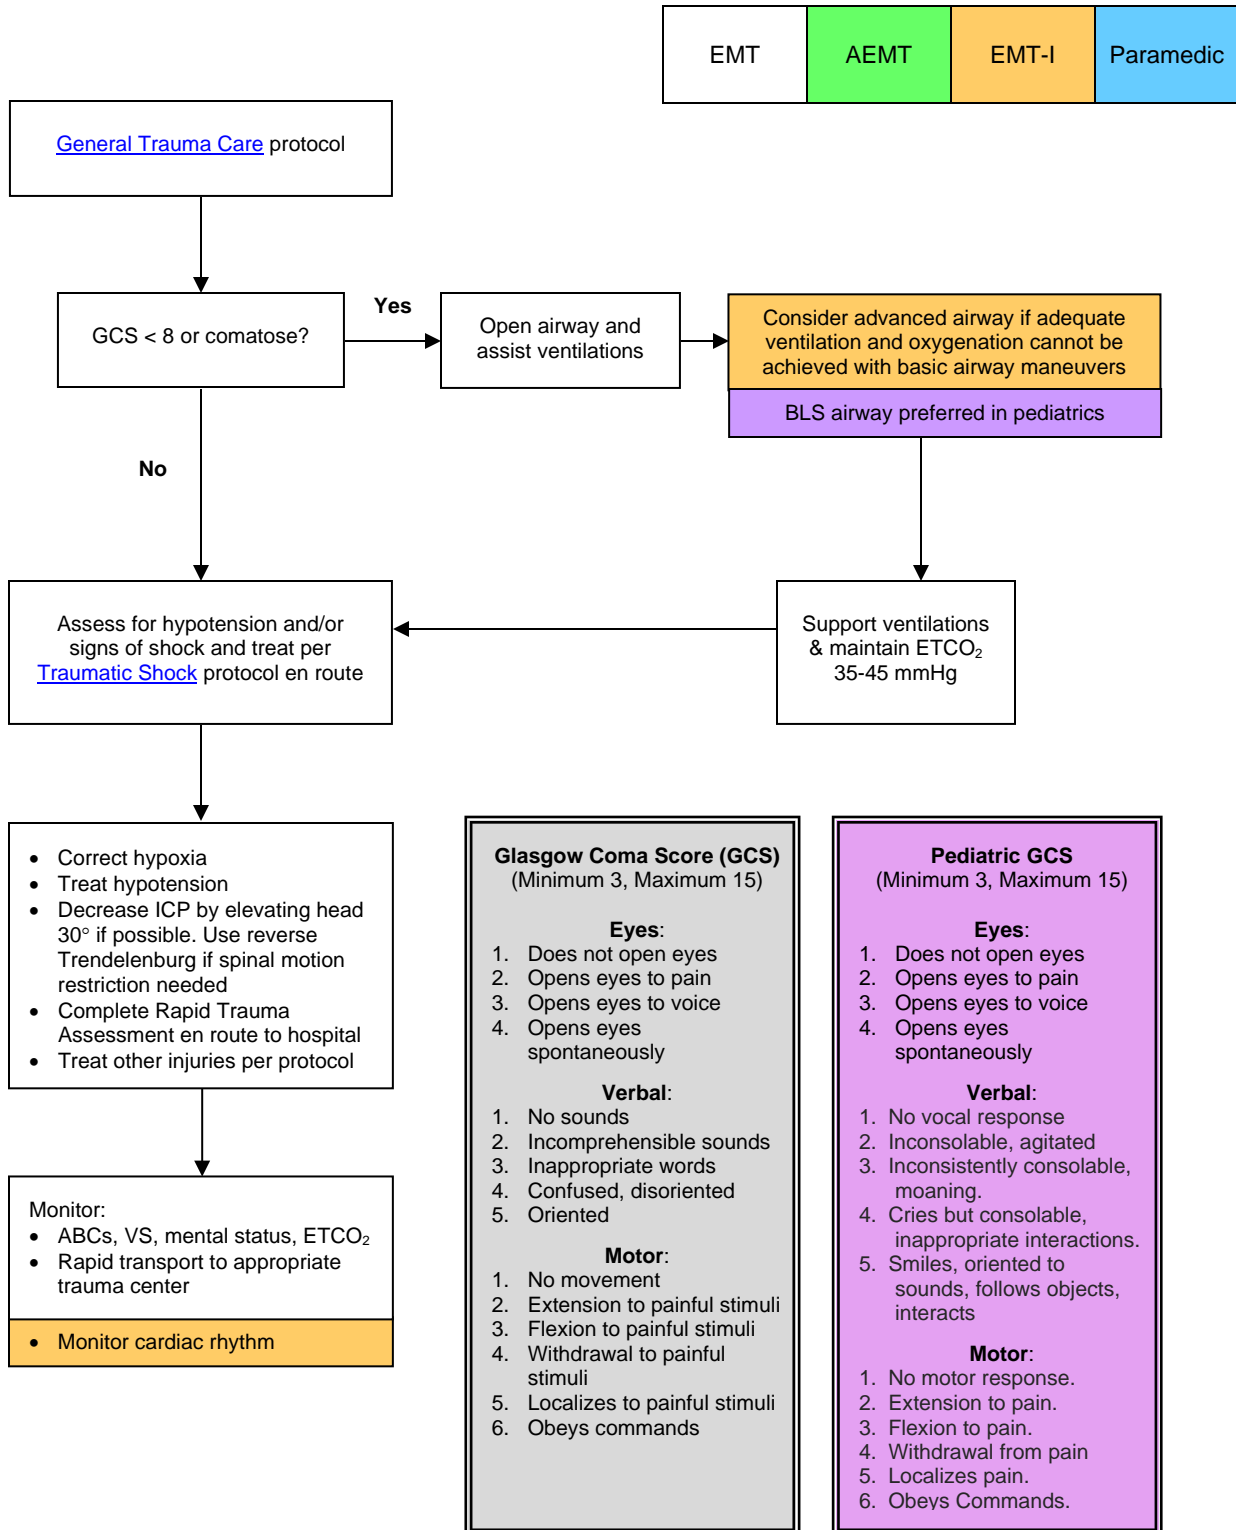 EMT
AEMT
EMT-I
Paramedic
General Trauma Care protocol
GCS < 8 or comatose?
Yes
Open airway and
assist ventilations
Consider advanced airway if adequate
ventilation and oxygenation cannot be
achieved with basic airway maneuvers
BLS airway preferred in pediatrics
No
Assess for hypotension and/or
signs of shock and treat per
Traumatic Shock protocol en route
Support ventilations
& maintain ETCO₂
35-45 mmHg
• Correct hypoxia
• Treat hypotension
• Decrease ICP by elevating head
30° if possible. Use reverse
Trendelenburg if spinal motion
restriction needed
• Complete Rapid Trauma
Assessment en route to hospital
• Treat other injuries per protocol
Monitor:
• ABCs, VS, mental status, ETCO₂
• Rapid transport to appropriate
trauma center
• Monitor cardiac rhythm
Glasgow Coma Score (GCS)
(Minimum 3, Maximum 15)
Eyes:
1. Does not open eyes
2. Opens eyes to pain
3. Opens eyes to voice
4. Opens eyes
spontaneously
Verbal:
1. No sounds
2. Incomprehensible sounds
3. Inappropriate words
4. Confused, disoriented
5. Oriented
Motor:
1. No movement
2. Extension to painful stimuli
3. Flexion to painful stimuli
4. Withdrawal to painful
stimuli
5. Localizes to painful stimuli
6. Obeys commands
Pediatric GCS
(Minimum 3, Maximum 15)
Eyes:
1. Does not open eyes
2. Opens eyes to pain
3. Opens eyes to voice
4. Opens eyes
spontaneously
Verbal:
1. No vocal response
2. Inconsolable, agitated
3. Inconsistently consolable,
moaning.
4. Cries but consolable,
inappropriate interactions.
5. Smiles, oriented to
sounds, follows objects,
interacts
Motor:
1. No motor response.
2. Extension to pain.
3. Flexion to pain.
4. Withdrawal from pain
5. Localizes pain.
6. Obeys Commands.